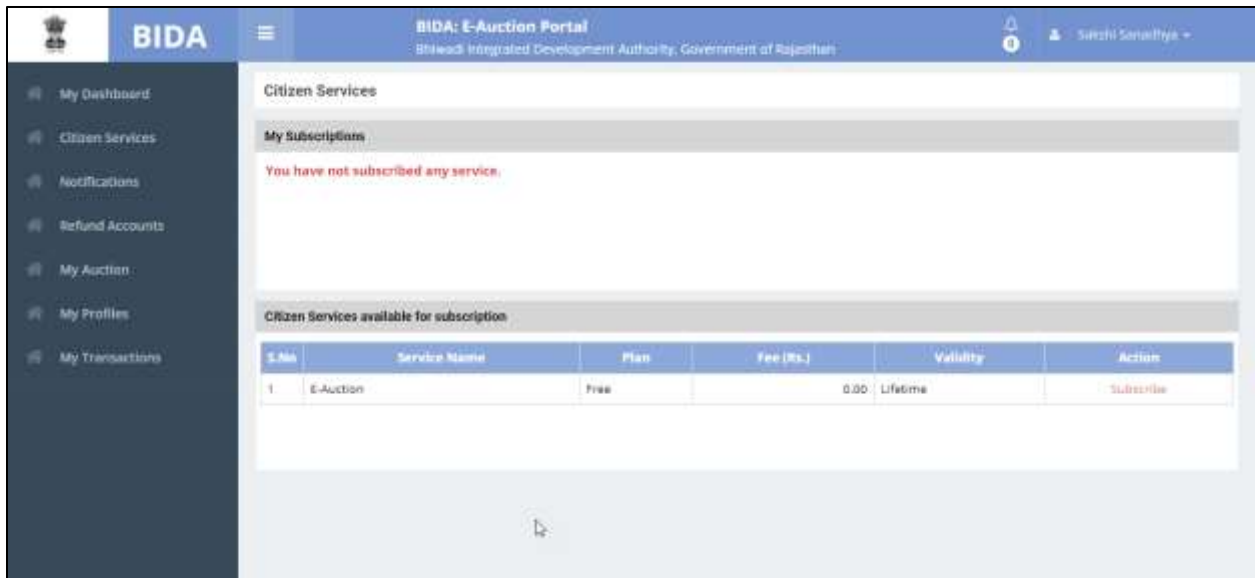 BIDA
BIDA: E-Auction Portal
Bhiwadi Integrated Development Authority, Government of Rajasthan
0
Sakshi Sanadhya
My Dashboard
Citizen Services
Notifications
Refund Accounts
My Auction
My Profiles
My Transactions
Citizen Services
My Subscriptions
You have not subscribed any service.
Citizen Services available for subscription
S.No Service Name Plan Fee (Rs.) Validity Action
1 E-Auction Free 0.00 Lifetime Subscribe